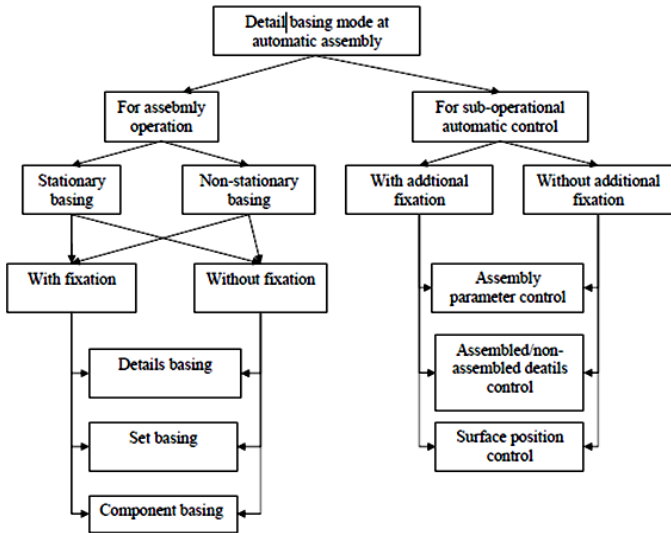 Detail basing mode at
automatic assembly
For assebmly
operation
For sub-operational
automatic control
Stationary
basing
Non-stationary
basing
With addtional
fixation
Without additional
fixation
With fixation
Without fixation
Assembly
parameter control
Details basing
Assembled/non-
assembled deatils
control
Set basing
Surface position
control
Component basing